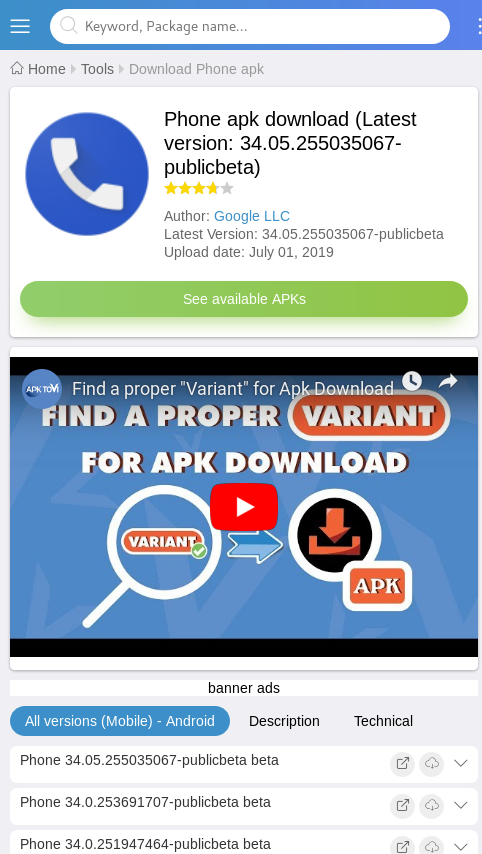 Keyword, Package name...
Home Tools Download Phone apk
Phone apk download (Latest
version: 34.05.255035067-
publicbeta)
Author: Google LLC
Latest Version: 34.05.255035067-publicbeta
Upload date: July 01, 2019
See available APKs
Find a proper "Variant" for Apk Download
FIND A PROPER VARIANT
FOR APK DOWNLOAD
VARIANT
APK
banner ads
All versions (Mobile) - Android Description Technical
Phone 34.05.255035067-publicbeta beta
Phone 34.0.253691707-publicbeta beta
Phone 34.0.251947464-publicbeta beta